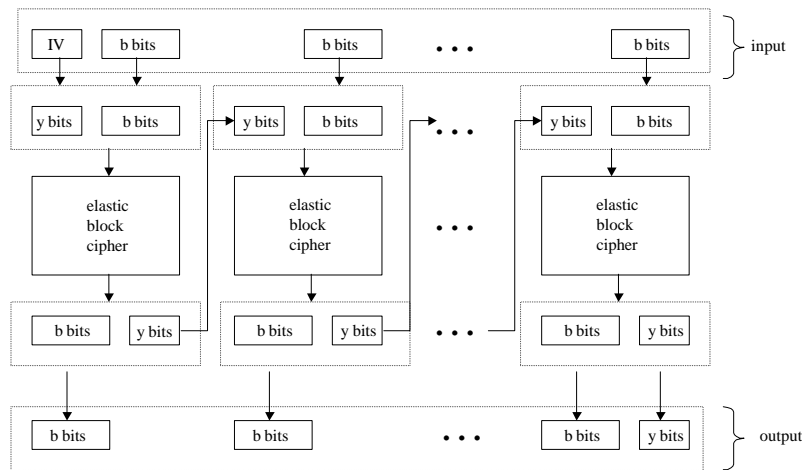 IV b bits b bits b bits input
y bits b bits y bits b bits y bits b bits
elastic elastic elastic
block block block
cipher cipher cipher
b bits y bits b bits y bits b bits y bits
b bits b bits b bits y bits output